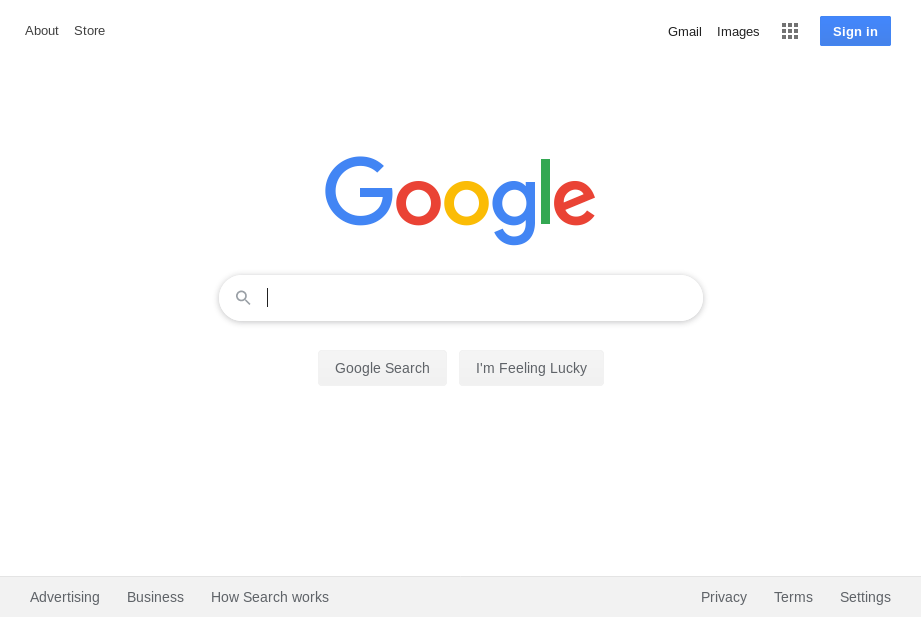 About Store Gmail Images Sign in
Google
Google Search I'm Feeling Lucky
Advertising Business How Search works Privacy Terms Settings